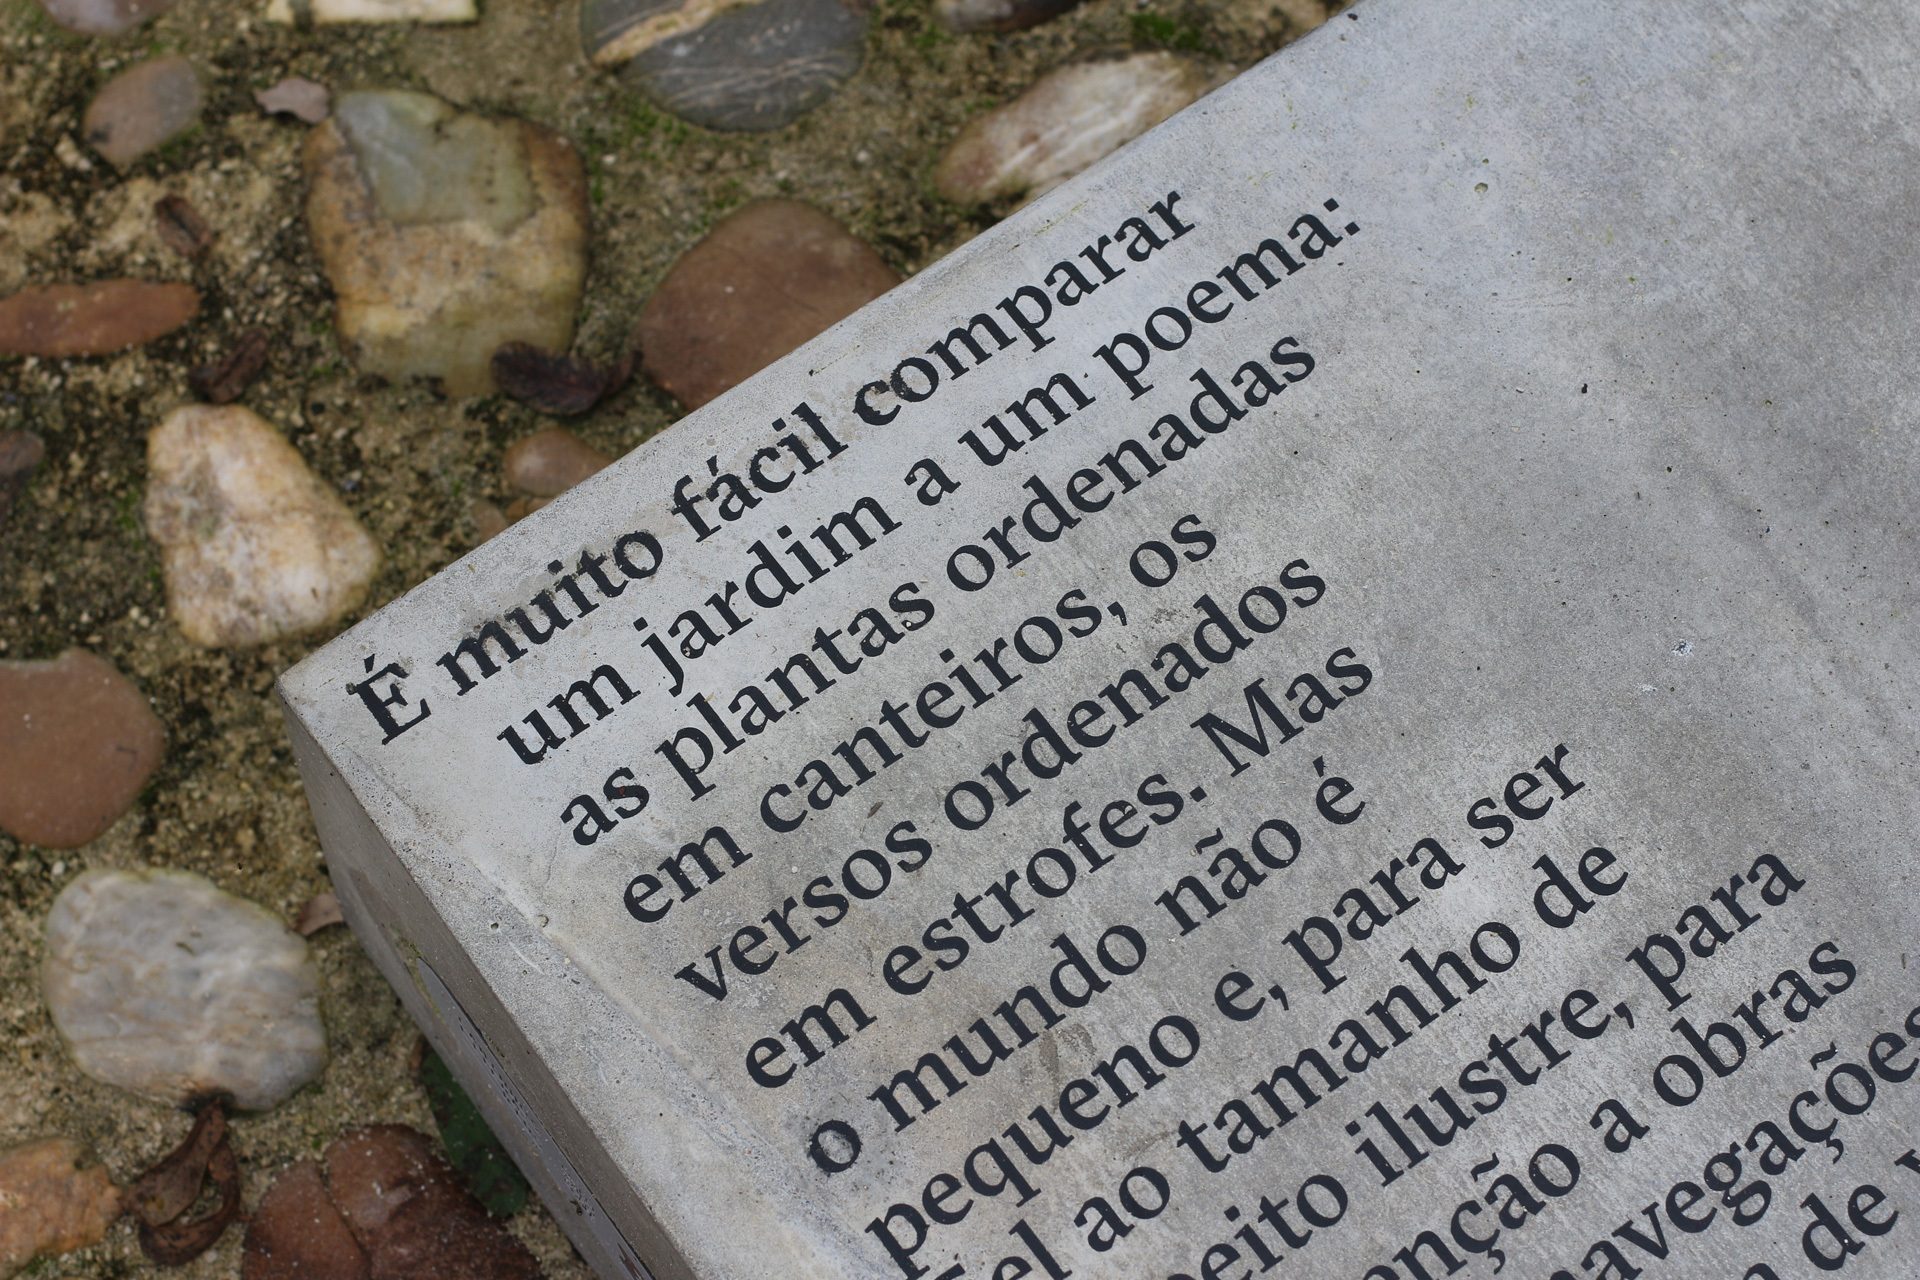 É muito fácil comparar
um jardim a um poema:
as plantas ordenadas
em canteiros, os
versos ordenados
em estrofes. Mas
o mundo não é
pequeno e, para ser
ao tamanho de
ilustre, para
a obras
de